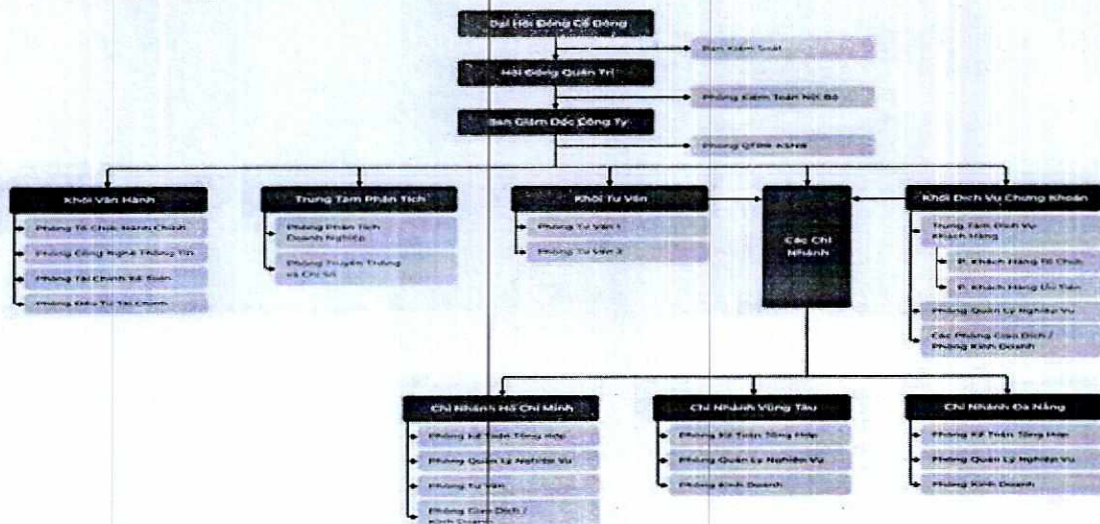 Đại Hội Đồng Cổ Đông
Ban Kiểm Soát
Hội Đồng Quản Trị
Phòng Kiểm Toán Nội Bộ
Ban Giám Đốc Công Ty
Phòng QTRR KSNB
Khối Vận Hành
Trung Tâm Phân Tích
Khối Tư Vấn
Các Chi
Nhánh
Khối Dịch Vụ Chứng Khoán
Phòng Tổ Chức Hành Chính
Phòng Công Nghệ Thông Tin
Phòng Tài Chính Kế Toán
Phòng Đầu Tư Tài Chính
Phòng Phân Tích
Doanh Nghiệp
Phòng Truyền Thông
và Chỉ Số
Phòng Tư Vấn 1
Phòng Tư Vấn 2
Trung Tâm Dịch Vụ
Khách Hàng
P. Khách Hàng Tổ Chức
P. Khách Hàng Ưu Tiên
Phòng Quản Lý Nghiệp Vụ
Các Phòng Giao Dịch /
Phòng Kinh Doanh
Chi Nhánh Hồ Chí Minh
Phòng Kế Toán Tổng Hợp
Phòng Quản Lý Nghiệp Vụ
Phòng Tư Vấn
Phòng Giao Dịch /
Kinh Doanh
Chi Nhánh Vũng Tàu
Phòng Kế Toán Tổng Hợp
Phòng Quản Lý Nghiệp Vụ
Phòng Kinh Doanh
Chi Nhánh Đà Nẵng
Phòng Kế Toán Tổng Hợp
Phòng Quản Lý Nghiệp Vụ
Phòng Kinh Doanh